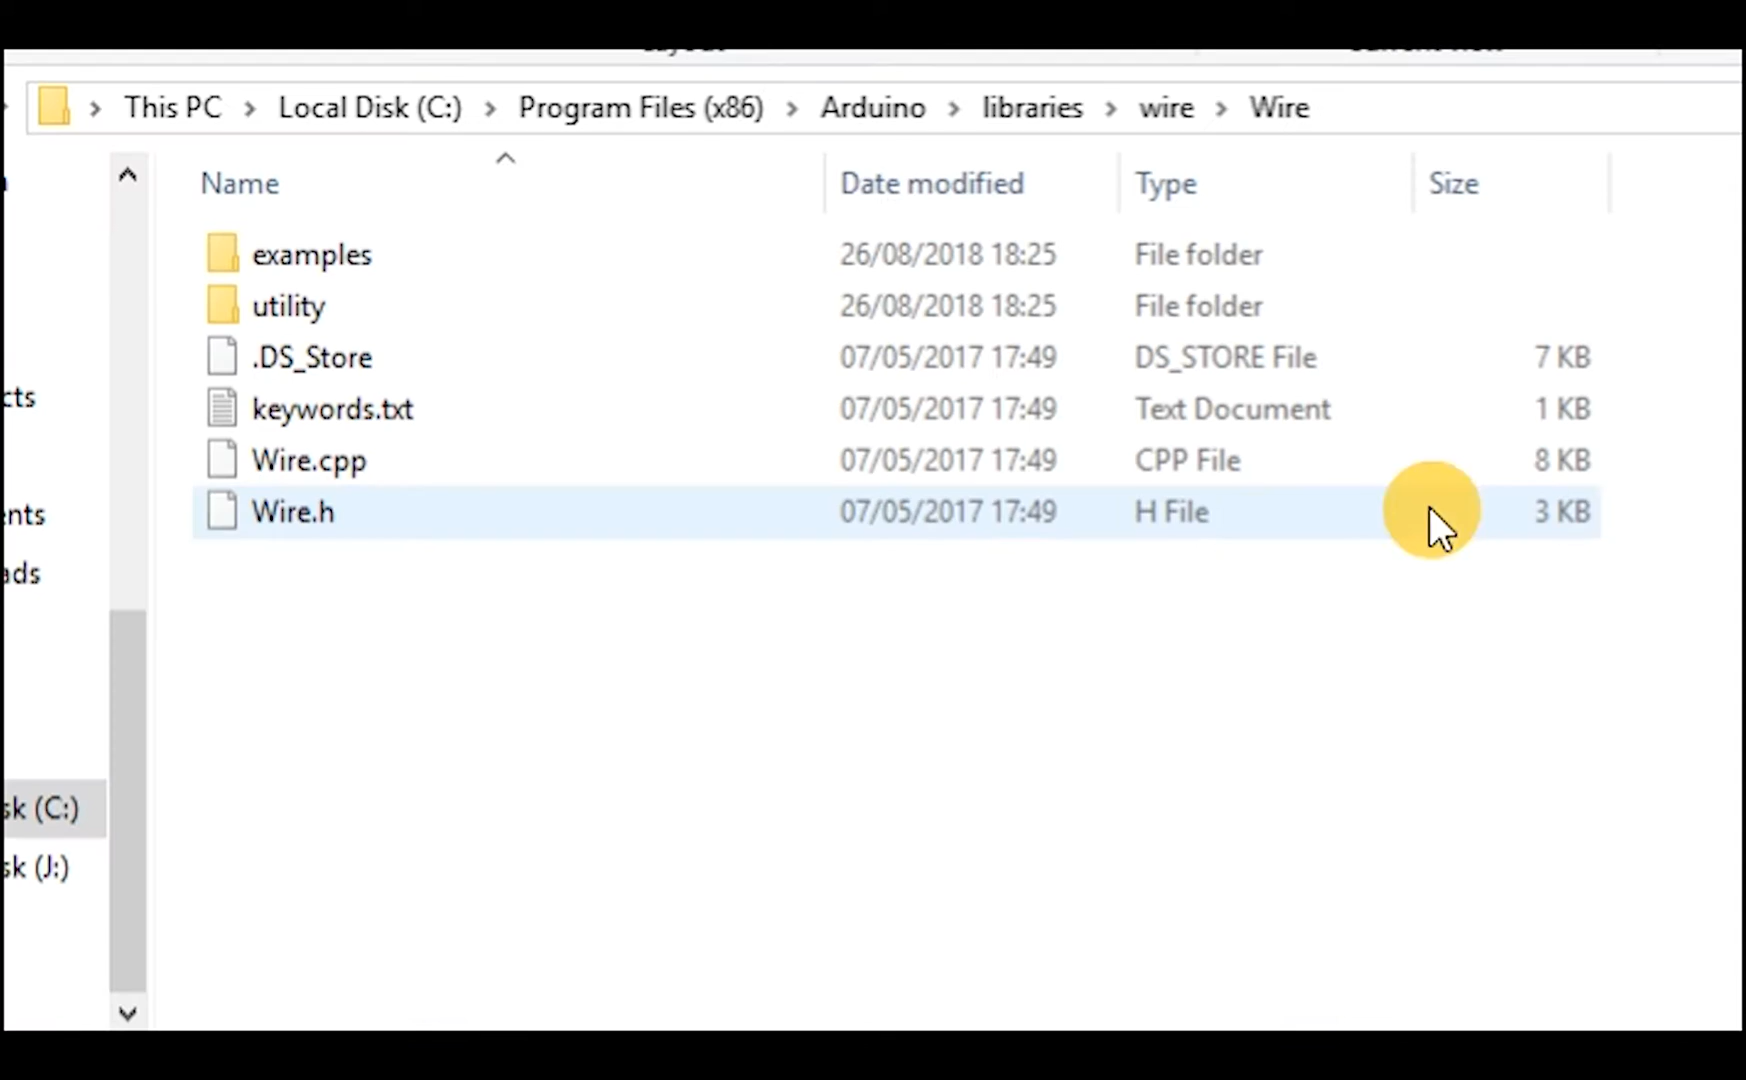 This PC > Local Disk (C:) > Program Files (x86) > Arduino > libraries > wire > Wire
Name Date modified Type Size
examples 26/08/2018 18:25 File folder
utility 26/08/2018 18:25 File folder
.DS_Store 07/05/2017 17:49 DS_STORE File 7 KB
keywords.txt 07/05/2017 17:49 Text Document 1 KB
Wire.cpp 07/05/2017 17:49 CPP File 8 KB
Wire.h 07/05/2017 17:49 H File 3 KB
cts
ents
ads
sk (C:)
sk (J:)